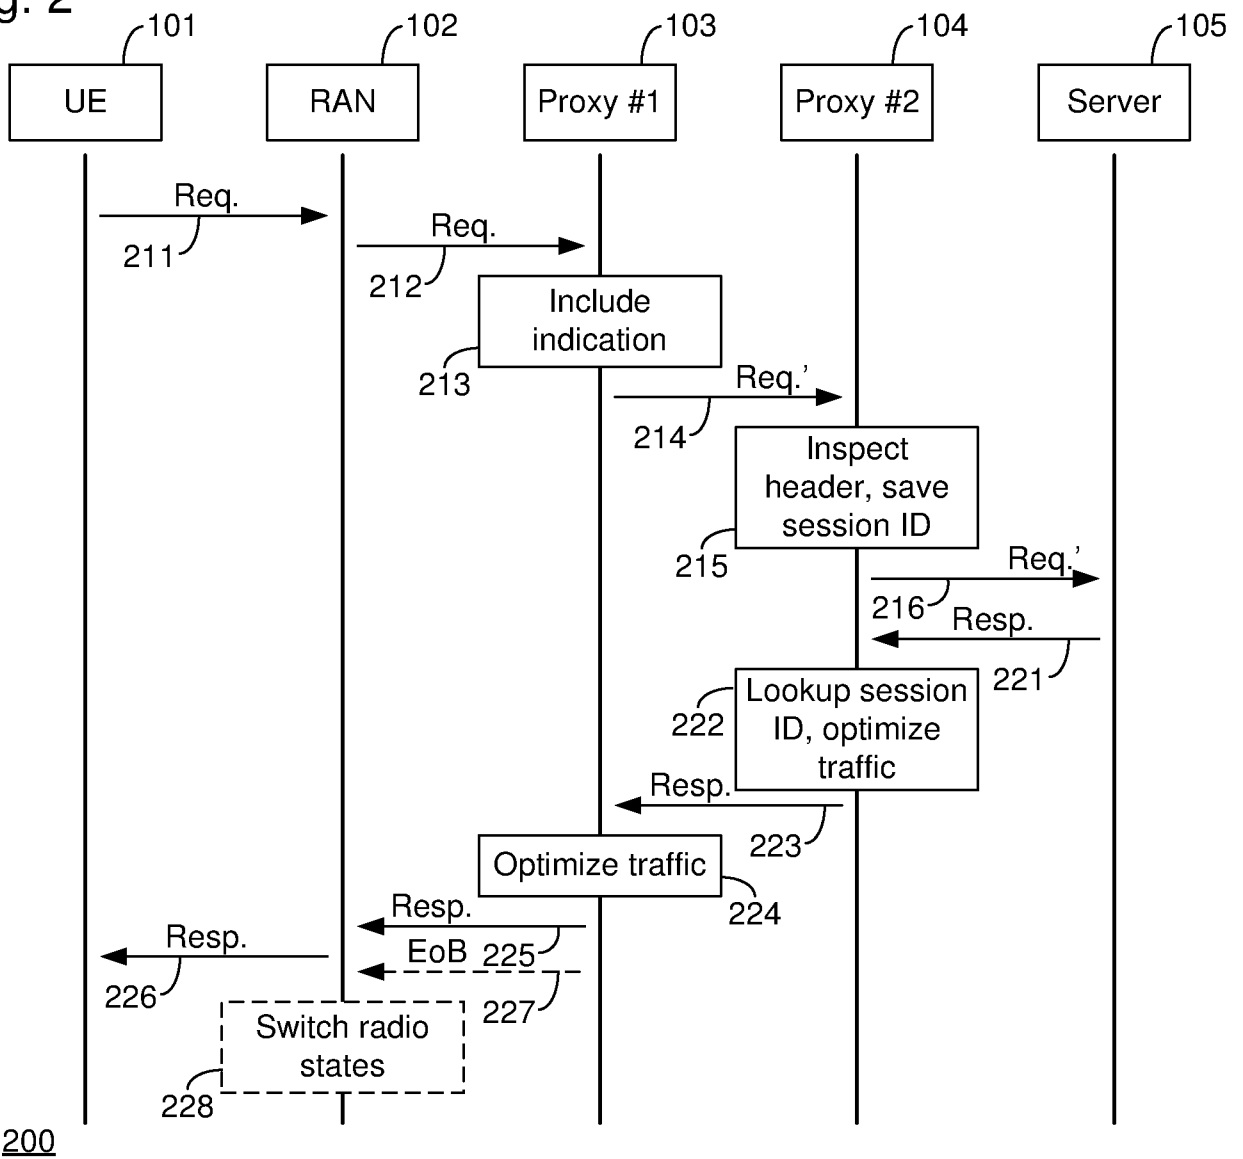 g. 2
101 102 103 104 105
UE RAN Proxy #1 Proxy #2 Server
Req.
211
Req.
212
Include
indication
213
Req.’
214
Inspect
header, save
session ID
215
Req.’
216
Resp.
221
Lookup session
ID, optimize
traffic
222
Resp.
223
Optimize traffic
224
Resp.
225
Resp.
226
EoB
227
Switch radio
states
228
200